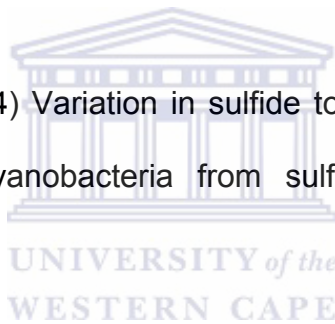 4) Variation in sulfide to
yanobacteria from sulf
UNIVERSITY of the
WESTERN CAPE